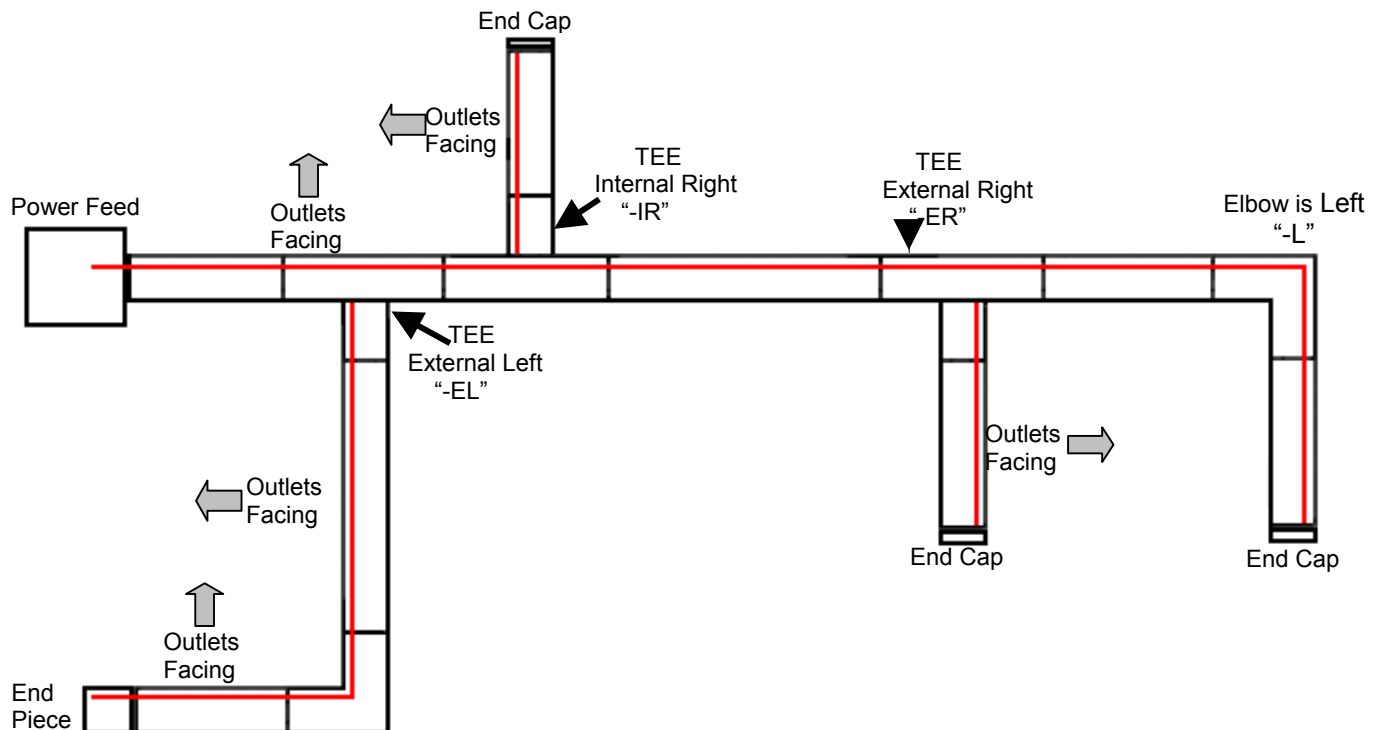 End Cap
Outlets
Facing
TEE
Internal Right
“-IR”
TEE
External Right
“-ER”
Elbow is Left
“-L”
Power Feed
Outlets
Facing
TEE
External Left
“-EL”
Outlets
Facing
Outlets
Facing
End Cap
End Cap
Outlets
Facing
End
Piece